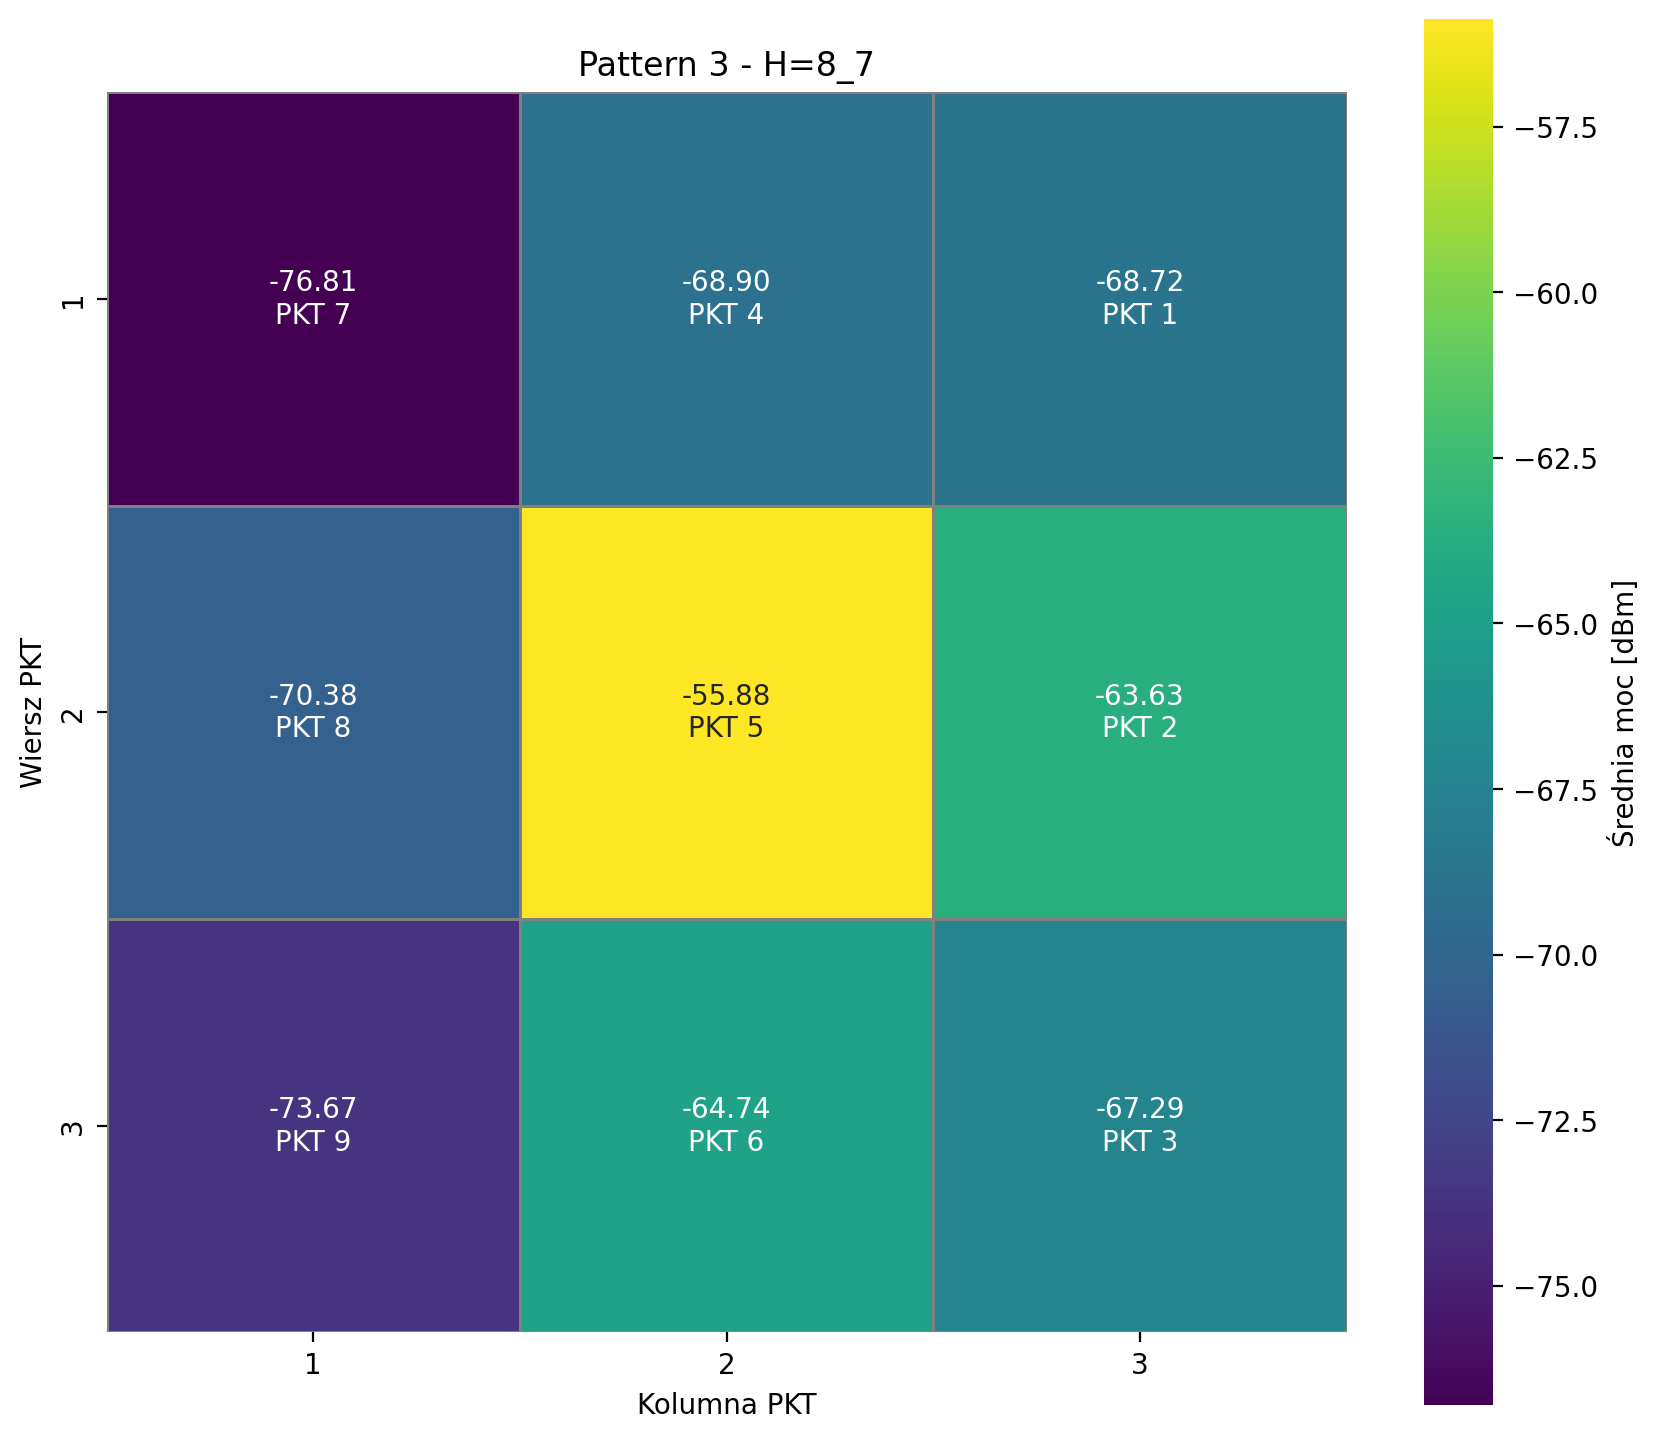 Pattern 3 - H=8_7
-76.81
PKT 7
-68.90
PKT 4
-68.72
PKT 1
-70.38
PKT 8
-55.88
PKT 5
-63.63
PKT 2
-73.67
PKT 9
-64.74
PKT 6
-67.29
PKT 3
1
2
3
Wiersz PKT
1
2
3
Kolumna PKT
−57.5
−60.0
−62.5
−65.0
−67.5
−70.0
−72.5
−75.0
Średnia moc [dBm]